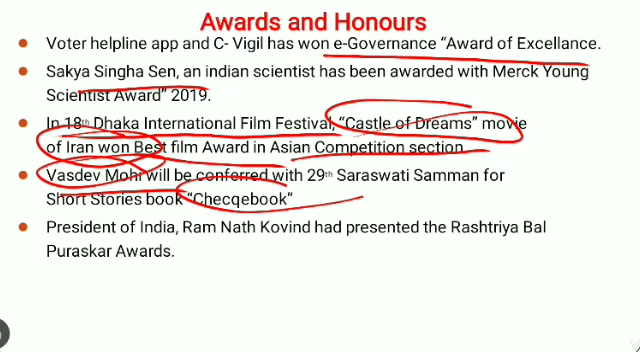 Awards and Honours
• Voter helpline app and C- Vigil has won e-Governance “Award of Excellance.
• Sakya Singha Sen, an indian scientist has been awarded with Merck Young
Scientist Award” 2019.
• In 18th Dhaka International Film Festival, “Castle of Dreams” movie
of Iran won Best film Award in Asian Competition section
• Vasdev Mohi will be conferred with 29th Saraswati Samman for
Short Stories book “Checqebook”
• President of India, Ram Nath Kovind had presented the Rashtriya Bal
Puraskar Awards.